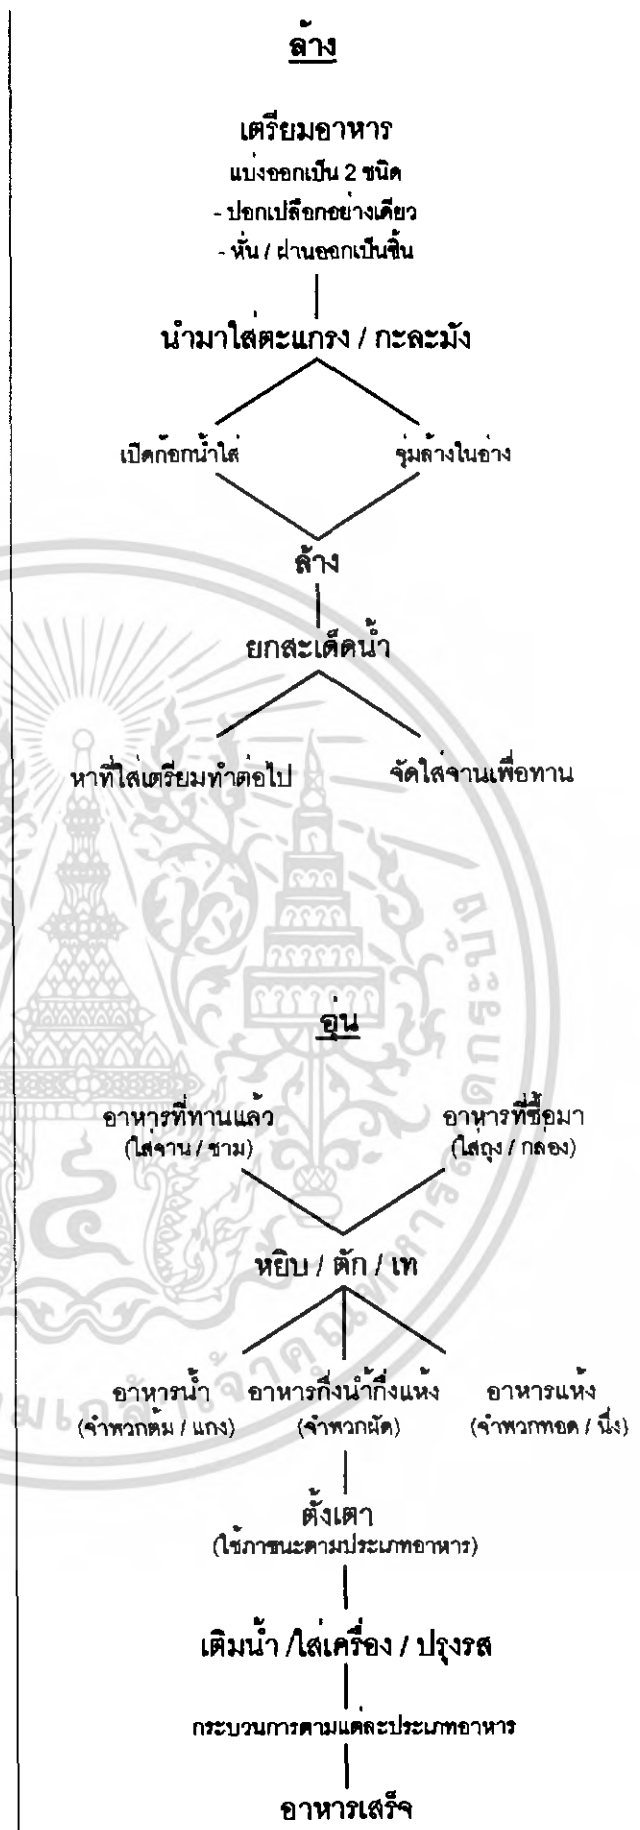 ล้าง
เตรียมอาหาร
แบ่งออกเป็น 2 ชนิด
- ปอกเปลือกอย่างเดียว
- หั่น / ฝานออกเป็นชิ้น
นำมาใส่ตะแกรง / กะละมัง
เปิดก๊อกน้ำใส่ จุ่มล้างในอ่าง
ล้าง
ยกสะเด็ดน้ำ
หาที่ใส่เตรียมทำต่อไป จัดใส่จานเพื่อทาน
อุ่น
อาหารที่ทานแล้ว อาหารที่ซื้อมา
(ใส่จาน / ชาม) (ใส่ถุง / กล่อง)
หยิบ / ตัก / เท
อาหารน้ำ อาหารกึ่งน้ำกึ่งแห้ง อาหารแห้ง
(จำพวกต้ม / แกง) (จำพวกผัด) (จำพวกทอด / นึ่ง)
ตั้งเตา
(ใช้ภาชนะตามประเภทอาหาร)
เติมน้ำ /ใส่เครื่อง / ปรุงรส
กระบวนการตามแต่ละประเภทอาหาร
อาหารเสร็จ